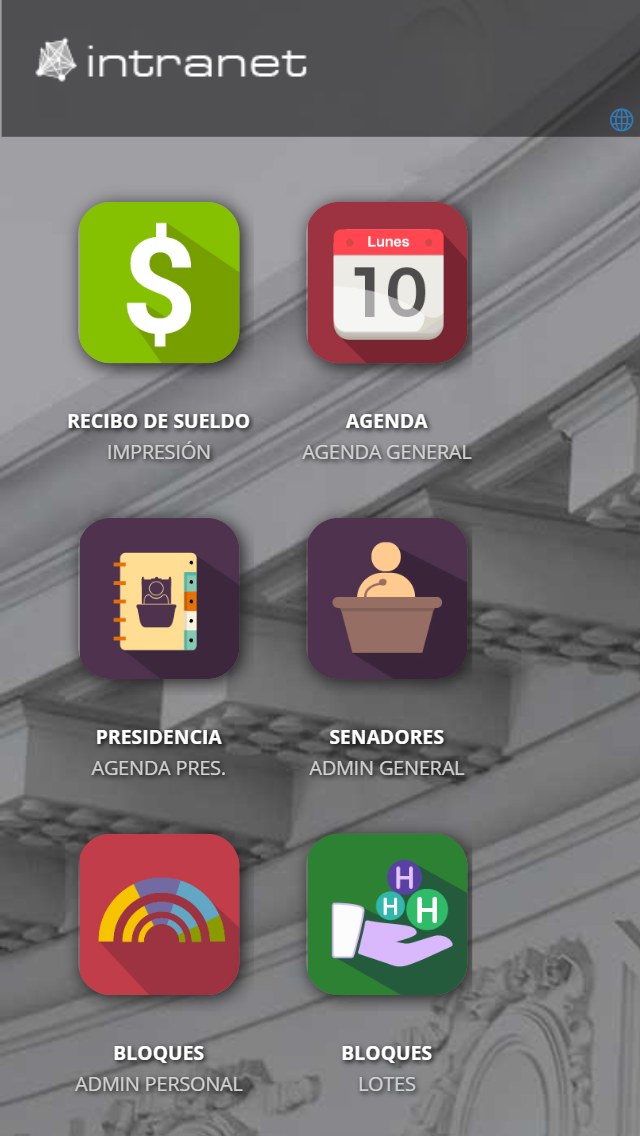 intranet
Lunes
10
RECIBO DE SUELDO
IMPRESIÓN
AGENDA
AGENDA GENERAL
PRESIDENCIA
AGENDA PRES.
SENADORES
ADMIN GENERAL
H
H H
BLOQUES
ADMIN PERSONAL
BLOQUES
LOTES